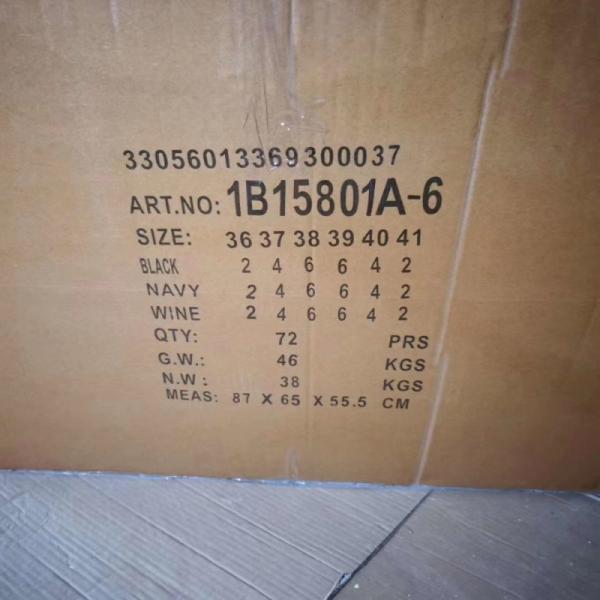 33056013369300037
ART.NO: 1B15801A-6
SIZE: 36 37 38 39 40 41
BLACK 2 4 6 6 4 2
NAVY 2 4 6 6 4 2
WINE 2 4 6 6 4 2
QTY: 72 PRS
G.W.: 46 KGS
N.W: 38 KGS
MEAS: 87 X 65 X 55.5 CM